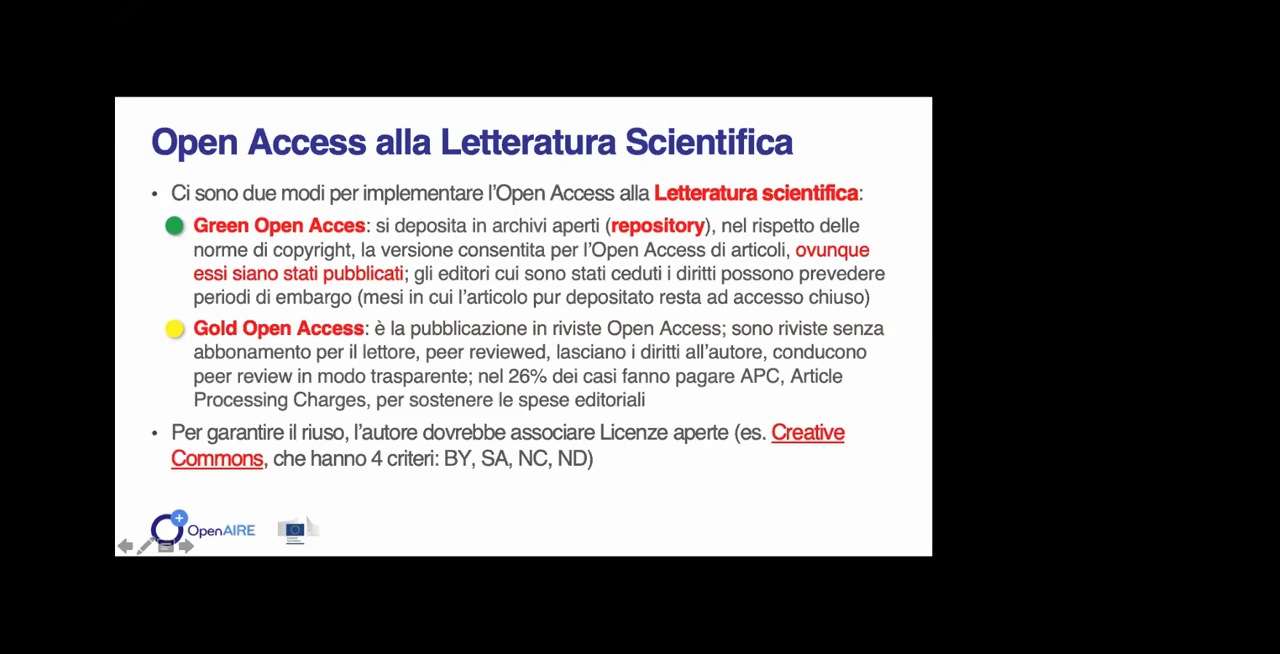 Open Access alla Letteratura Scientifica
• Ci sono due modi per implementare l'Open Access alla Letteratura scientifica:
Green Open Acces: si deposita in archivi aperti (repository), nel rispetto delle
norme di copyright, la versione consentita per l'Open Access di articoli, ovunque
essi siano stati pubblicati; gli editori cui sono stati ceduti i diritti possono prevedere
periodi di embargo (mesi in cui l'articolo pur depositato resta ad accesso chiuso)
Gold Open Access: è la pubblicazione in riviste Open Access; sono riviste senza
abbonamento per il lettore, peer reviewed, lasciano i diritti all'autore, conducono
peer review in modo trasparente; nel 26% dei casi fanno pagare APC, Article
Processing Charges, per sostenere le spese editoriali
• Per garantire il riuso, l'autore dovrebbe associare Licenze aperte (es. Creative
Commons, che hanno 4 criteri: BY, SA, NC, ND)
OpenAIRE